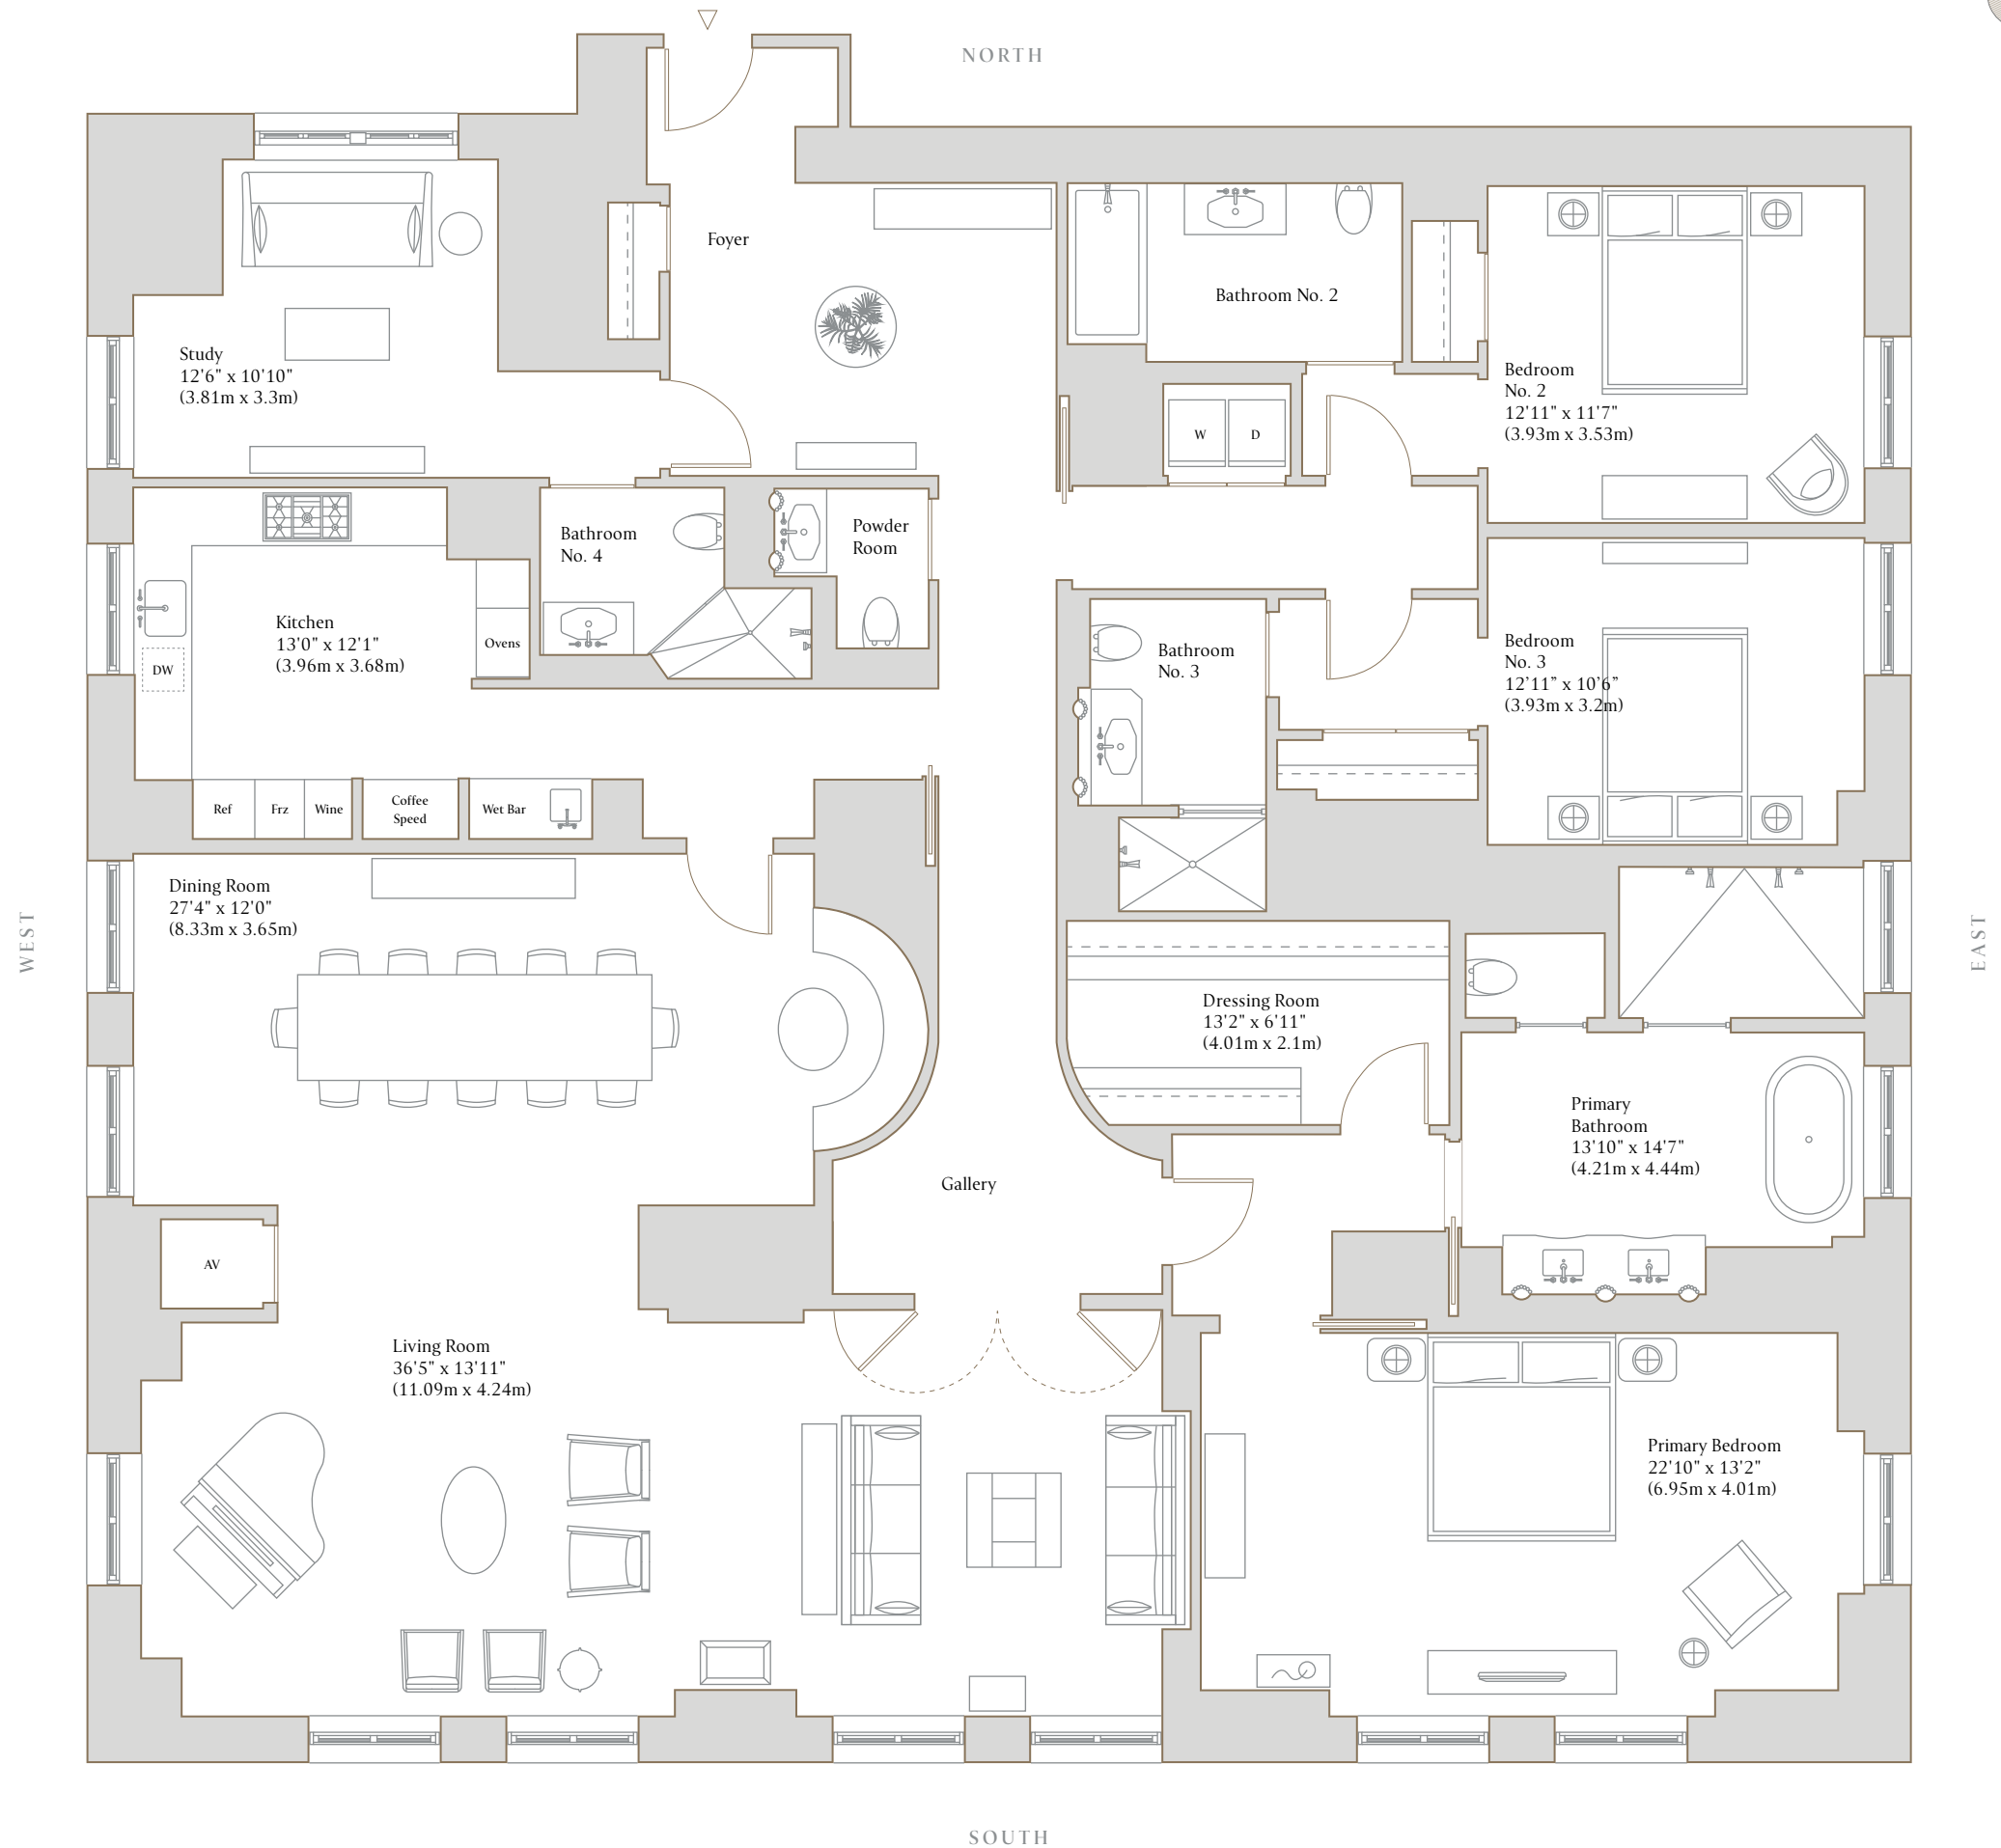 NORTH
Foyer
Bathroom No. 2
Study
12'6" x 10'10"
(3.81m x 3.3m)
Bedroom
No. 2
12'11" x 11'7"
(3.93m x 3.53m)
W
D
Bathroom
No. 4
Powder
Room
Kitchen
13'0" x 12'1"
(3.96m x 3.68m)
Ovens
DW
Bathroom
No. 3
Bedroom
No. 3
12'11" x 10'6"
(3.93m x 3.2m)
Ref
Frz
Wine
Coffee
Speed
Wet Bar
Dining Room
27'4" x 12'0"
(8.33m x 3.65m)
WEST
EAST
Dressing Room
13'2" x 6'11"
(4.01m x 2.1m)
Primary
Bathroom
13'10" x 14'7"
(4.21m x 4.44m)
Gallery
AV
Living Room
36'5" x 13'11"
(11.09m x 4.24m)
Primary Bedroom
22'10" x 13'2"
(6.95m x 4.01m)
SOUTH